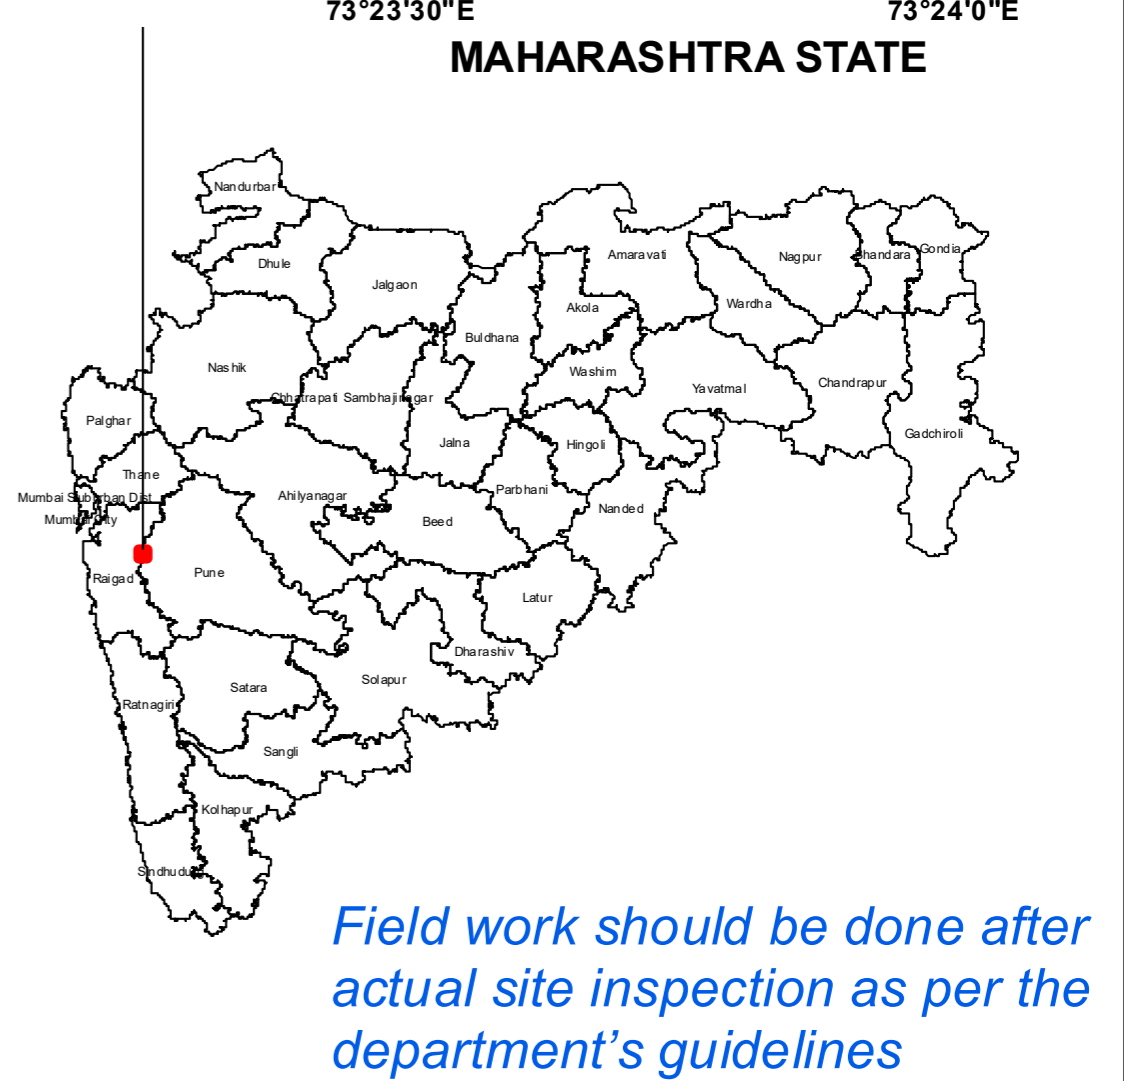 73°23'30"E 73°24'0"E
MAHARASHTRA STATE
Nandurbar
Dhule
Jalgaon
Amaravati
Nagpur
Bhandara
Gondia
Akola
Wardha
Buldhana
Nashik
Washim
Chhatrapati Sambhajinagar
Yavatmal
Chandrapur
Palghar
Jalna
Hingoli
Gadchiroli
Thane
Mumbai Suburban Dist
Ahilyanagar
Parbhani
Mumbai City
Beed
Nanded
Raigad
Pune
Latur
Dharashiv
Satara
Solapur
Ratnagiri
Sangli
Kolhapur
Sindhudurg
Field work should be done after
actual site inspection as per the
department’s guidelines